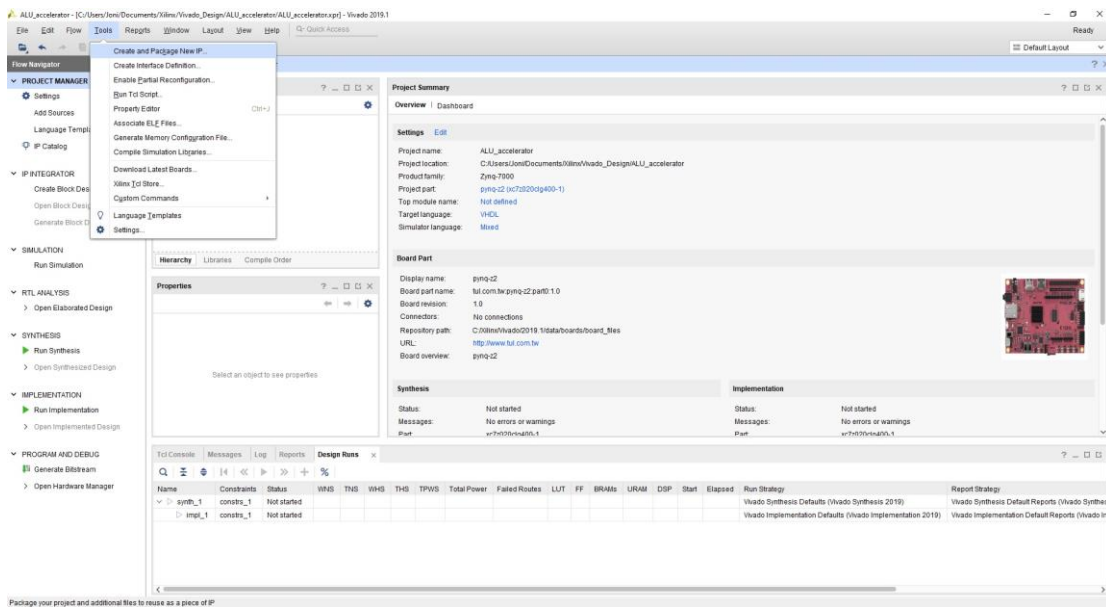 ALU_accelerator - [C:/Users/Joni/Documents/Xilinx/Vivado_Design/ALU_accelerator/ALU_accelerator.xpr] - Vivado 2019.1
File Edit Flow Tools Reports Window Layout View Help Quick Access
Ready
Default Layout
Flow Navigator
PROJECT MANAGER
Settings
Add Sources
Language Templ
IP Catalog
IP INTEGRATOR
Create Block Des
Open Block Desig
Generate Block D
SIMULATION
Run Simulation
RTL ANALYSIS
Open Elaborated Design
SYNTHESIS
Run Synthesis
Open Synthesized Design
IMPLEMENTATION
Run Implementation
Open Implemented Design
PROGRAM AND DEBUG
Generate Bitstream
Open Hardware Manager
Create and Package New IP...
Create Interface Definition...
Enable Partial Reconfiguration...
Run Tcl Script...
Property Editor Ctrl+J
Associate ELF Files...
Generate Memory Configuration File...
Compile Simulation Libraries...
Download Latest Boards...
Xilinx Tcl Store...
Custom Commands
Language Templates
Settings...
Hierarchy Libraries Compile Order
Properties
Select an object to see properties
Project Summary
Overview | Dashboard
Settings Edit
Project name: ALU_accelerator
Project location: C:/Users/Joni/Documents/Xilinx/Vivado_Design/ALU_accelerator
Product family: Zynq-7000
Project part: pynq-z2 (xc7z020clg400-1)
Top module name: Not defined
Target language: VHDL
Simulator language: Mixed
Board Part
Display name: pynq-z2
Board part name: tul.com.tw:pynq-z2:part0:1.0
Board revision: 1.0
Connectors: No connections
Repository path: C:/Xilinx/Vivado/2019.1/data/boards/board_files
URL: http://www.tul.com.tw
Board overview: pynq-z2
Synthesis Implementation
Status: Not started Status: Not started
Messages: No errors or warnings Messages: No errors or warnings
Part: xc7z020clg400-1 Part: xc7z020clg400-1
Tcl Console Messages Log Reports Design Runs
Name Constraints Status WNS TNS WHS THS TPWS Total Power Failed Routes LUT FF BRAMs URAM DSP Start Elapsed Run Strategy Report Strategy
synth_1 constrs_1 Not started Vivado Synthesis Defaults (Vivado Synthesis 2019) Vivado Synthesis Default Reports (Vivado Synthes
impl_1 constrs_1 Not started Vivado Implementation Defaults (Vivado Implementation 2019) Vivado Implementation Default Reports (Vivado Im
Package your project and additional files to reuse as a piece of IP